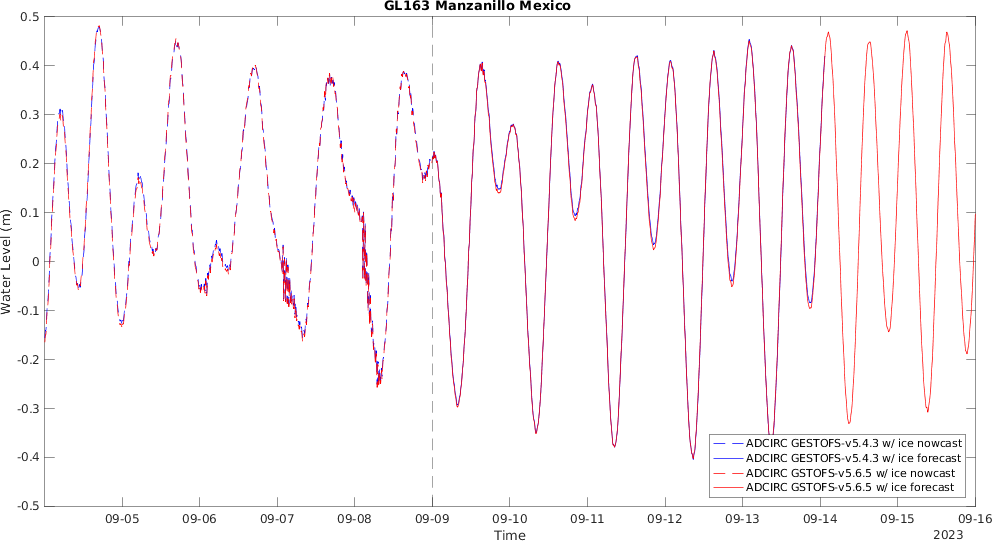 GL163 Manzanillo Mexico
0.5
0.4
0.3
0.2
0.1
0
-0.1
-0.2
-0.3
-0.4
-0.5
Water Level (m)
ADCIRC GESTOFS-v5.4.3 w/ ice nowcast
ADCIRC GESTOFS-v5.4.3 w/ ice forecast
ADCIRC GSTOFS-v5.6.5 w/ ice nowcast
ADCIRC GSTOFS-v5.6.5 w/ ice forecast
09-05 09-06 09-07 09-08 09-09 09-10 09-11 09-12 09-13 09-14 09-15 09-16
Time
2023